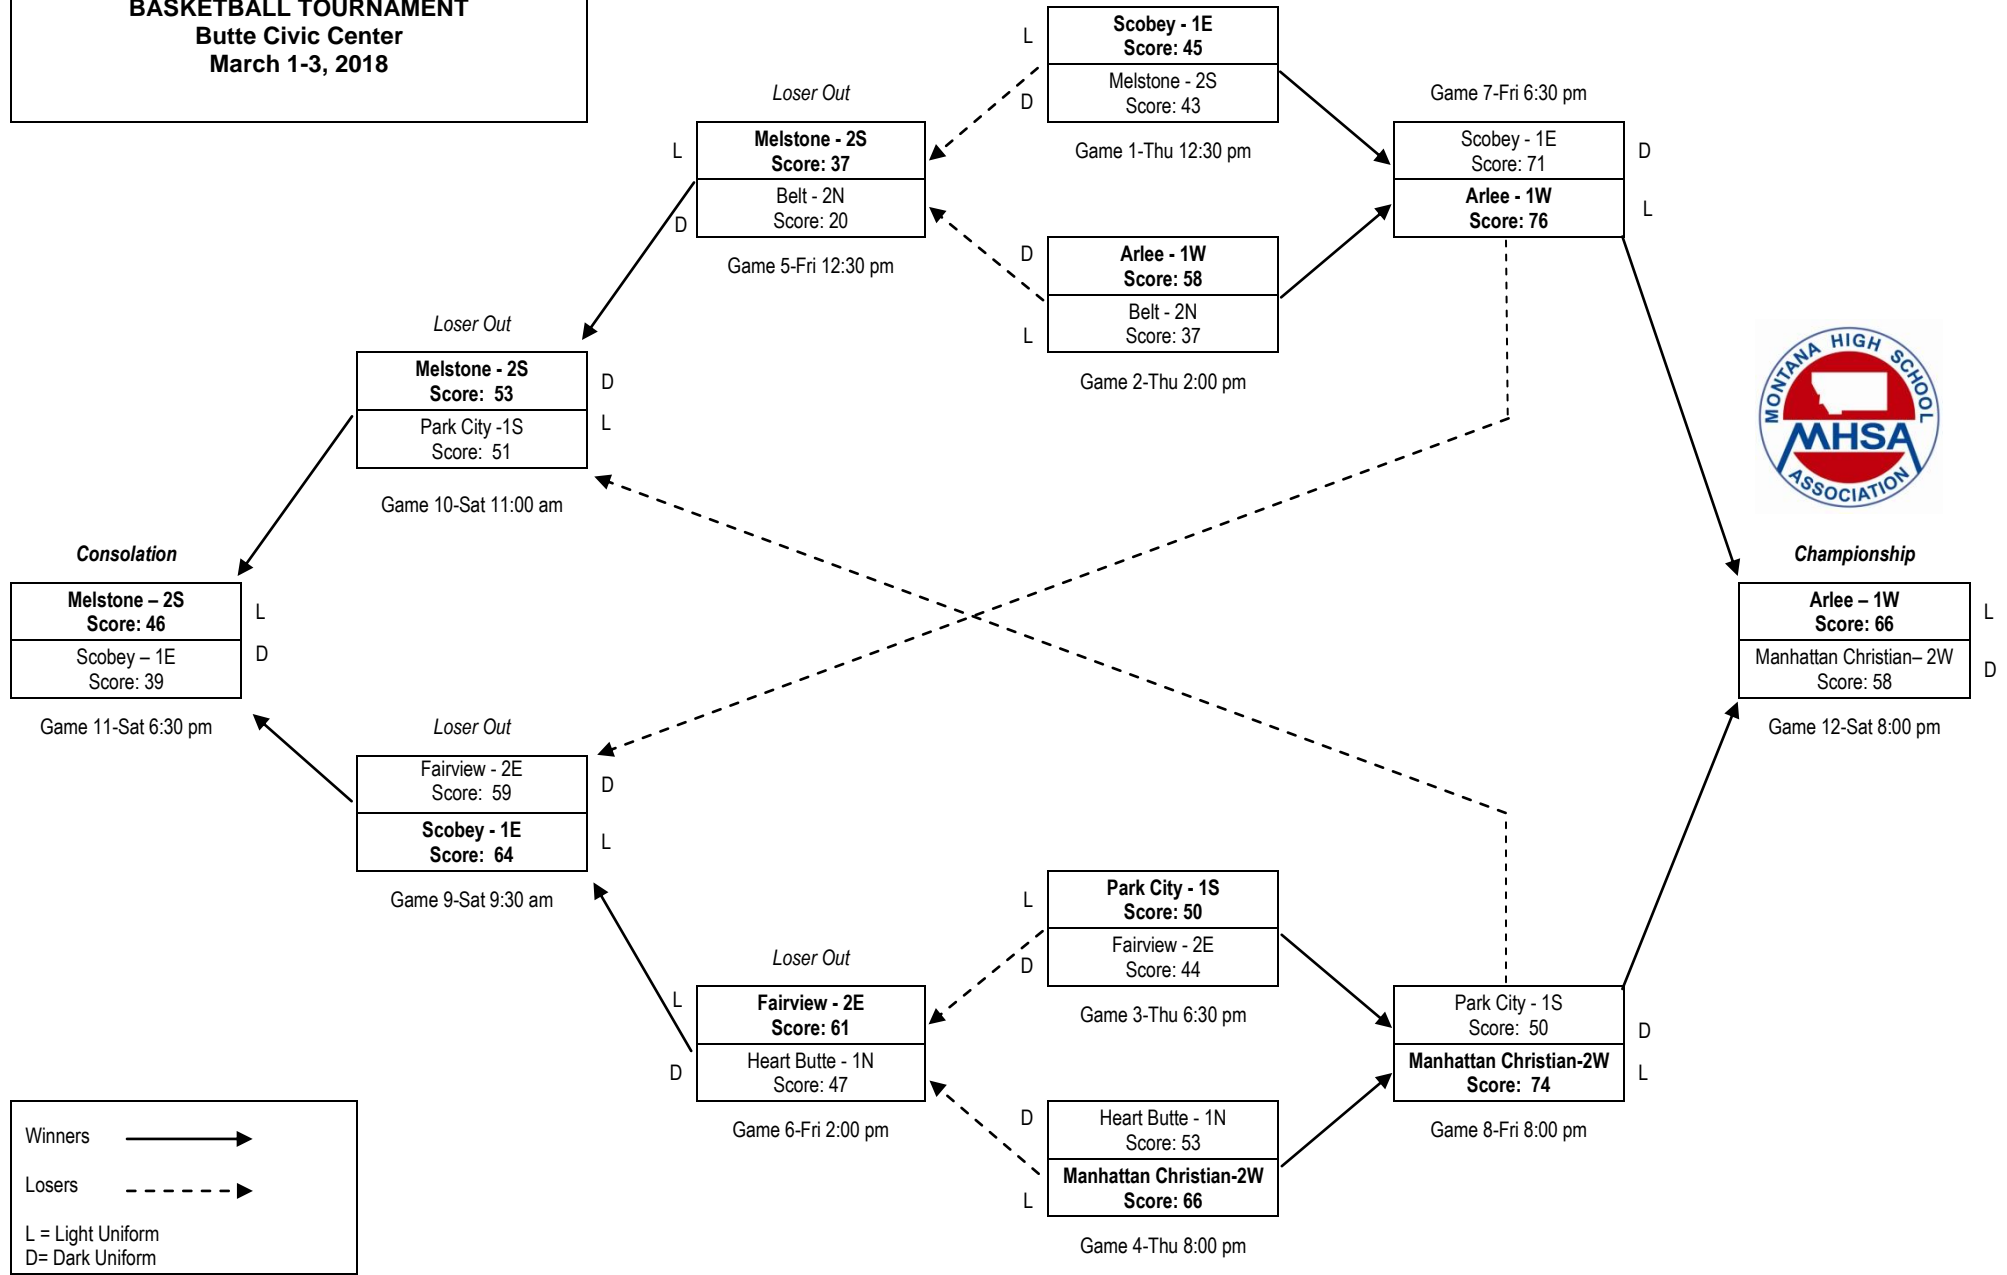 BASKETBALL TOURNAMENT
Butte Civic Center
March 1-3, 2018
L
Scobey - 1E
Score: 45
D
Melstone - 2S
Score: 43
Game 1-Thu 12:30 pm
Loser Out
L
Melstone - 2S
Score: 37
D
Belt - 2N
Score: 20
Game 5-Fri 12:30 pm
Game 7-Fri 6:30 pm
Scobey - 1E
Score: 71
D
Arlee - 1W
Score: 76
L
D
Arlee - 1W
Score: 58
L
Belt - 2N
Score: 37
Game 2-Thu 2:00 pm
Loser Out
Melstone - 2S
Score: 53
D
Park City -1S
Score: 51
L
Game 10-Sat 11:00 am
MONTANA HIGH SCHOOL
MHSA
ASSOCIATION
Consolation
Melstone – 2S
Score: 46
L
Scobey – 1E
Score: 39
D
Game 11-Sat 6:30 pm
Championship
Arlee – 1W
Score: 66
L
Manhattan Christian– 2W
Score: 58
D
Game 12-Sat 8:00 pm
Loser Out
Fairview - 2E
Score: 59
D
Scobey - 1E
Score: 64
L
Game 9-Sat 9:30 am
L
Park City - 1S
Score: 50
D
Fairview - 2E
Score: 44
Game 3-Thu 6:30 pm
Loser Out
L
Fairview - 2E
Score: 61
D
Heart Butte - 1N
Score: 47
Game 6-Fri 2:00 pm
Park City - 1S
Score: 50
D
Manhattan Christian-2W
Score: 74
L
Game 8-Fri 8:00 pm
D
Heart Butte - 1N
Score: 53
L
Manhattan Christian-2W
Score: 66
Game 4-Thu 8:00 pm
Winners
Losers
L = Light Uniform
D= Dark Uniform